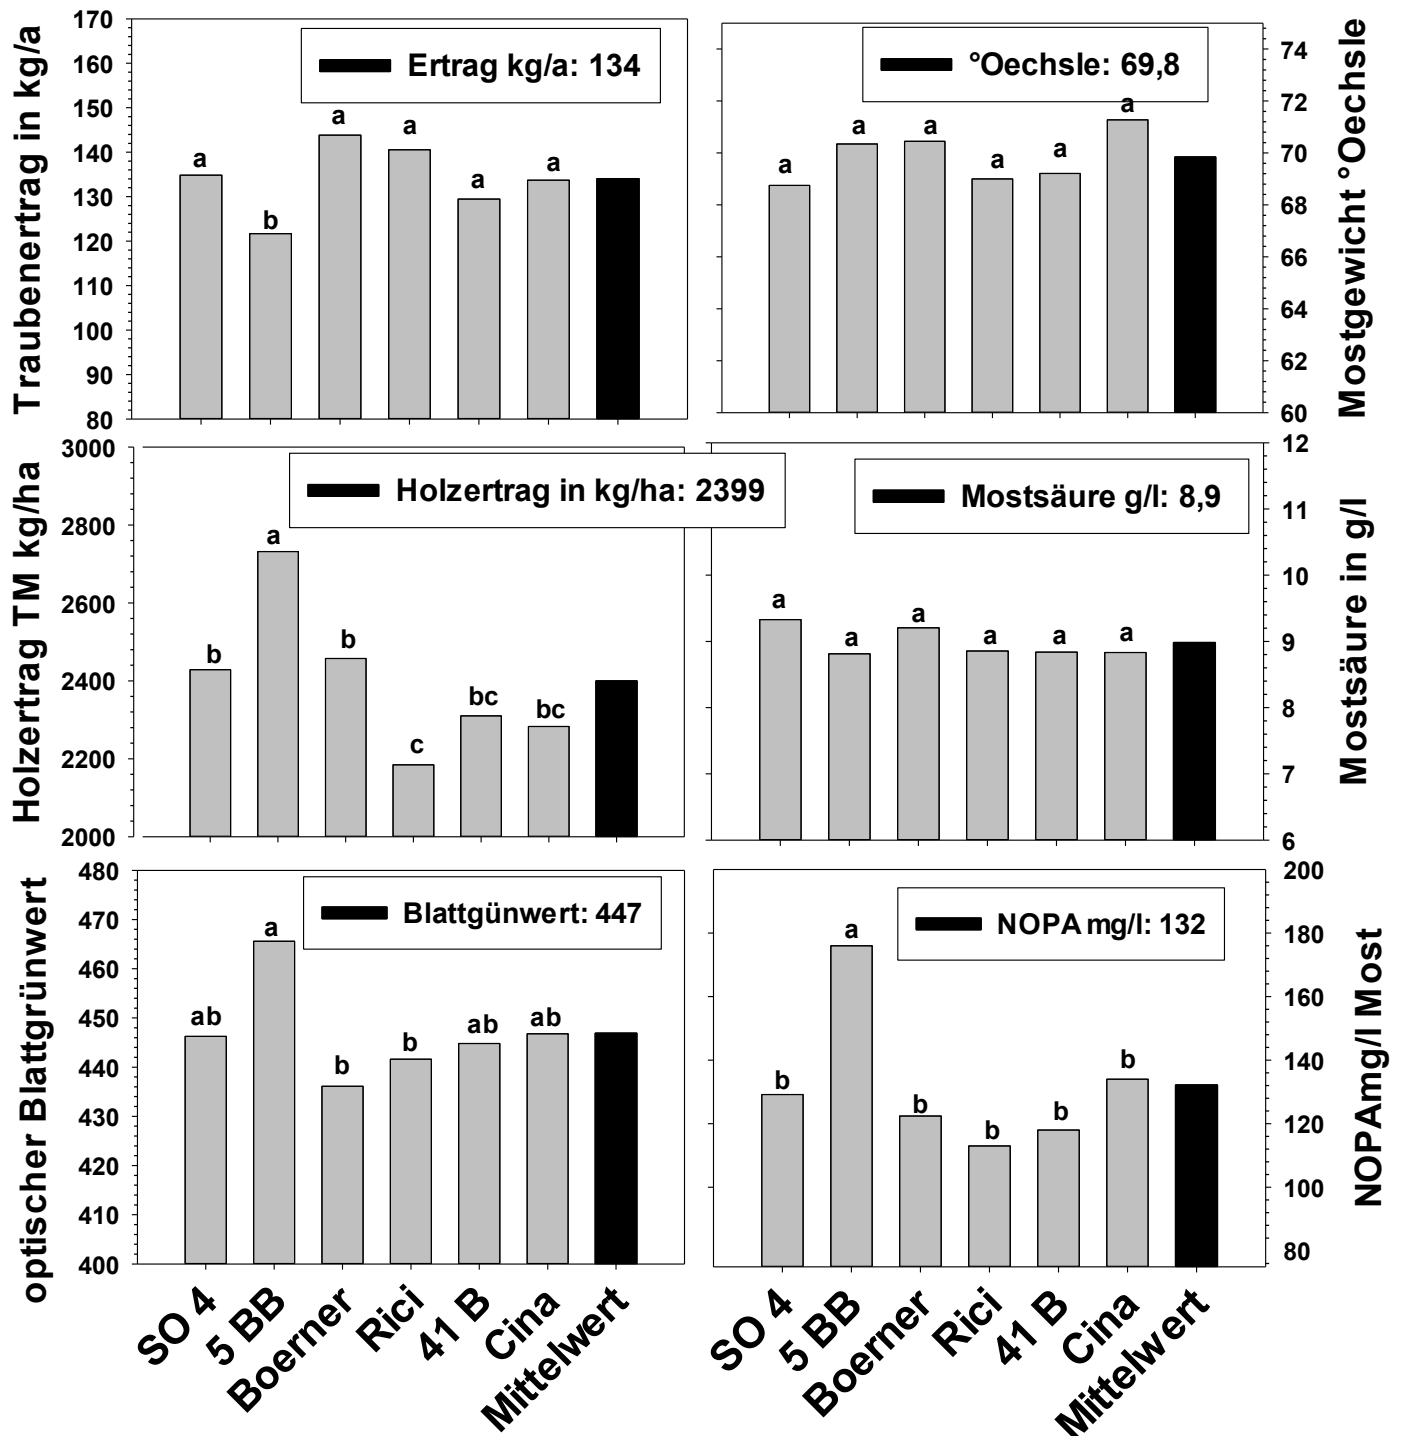 Traubenertrag in kg/a
170
160
150
140
130
120
110
100
90
80
Ertrag kg/a: 134
a
b
a
a
a
a
°Oechsle: 69,8
a
a
a
a
a
a
74
72
70
68
66
64
62
60
Mostgewicht °Oechsle
Holzertrag TM kg/ha
3000
2800
2600
2400
2200
2000
Holzertrag in kg/ha: 2399
b
a
b
c
bc
bc
Mostsäure g/l: 8,9
a
a
a
a
a
a
12
11
10
9
8
7
6
Mostsäure in g/l
optischer Blattgrünwert
480
470
460
450
440
430
420
410
400
Blattgünwert: 447
ab
a
b
b
ab
ab
NOPA mg/l: 132
b
a
b
b
b
b
200
180
160
140
120
100
80
NOPAmg/l Most
SO 4
5 BB
Boerner
Rici
41 B
Cina
Mittelwert
SO 4
5 BB
Boerner
Rici
41 B
Cina
Mittelwert